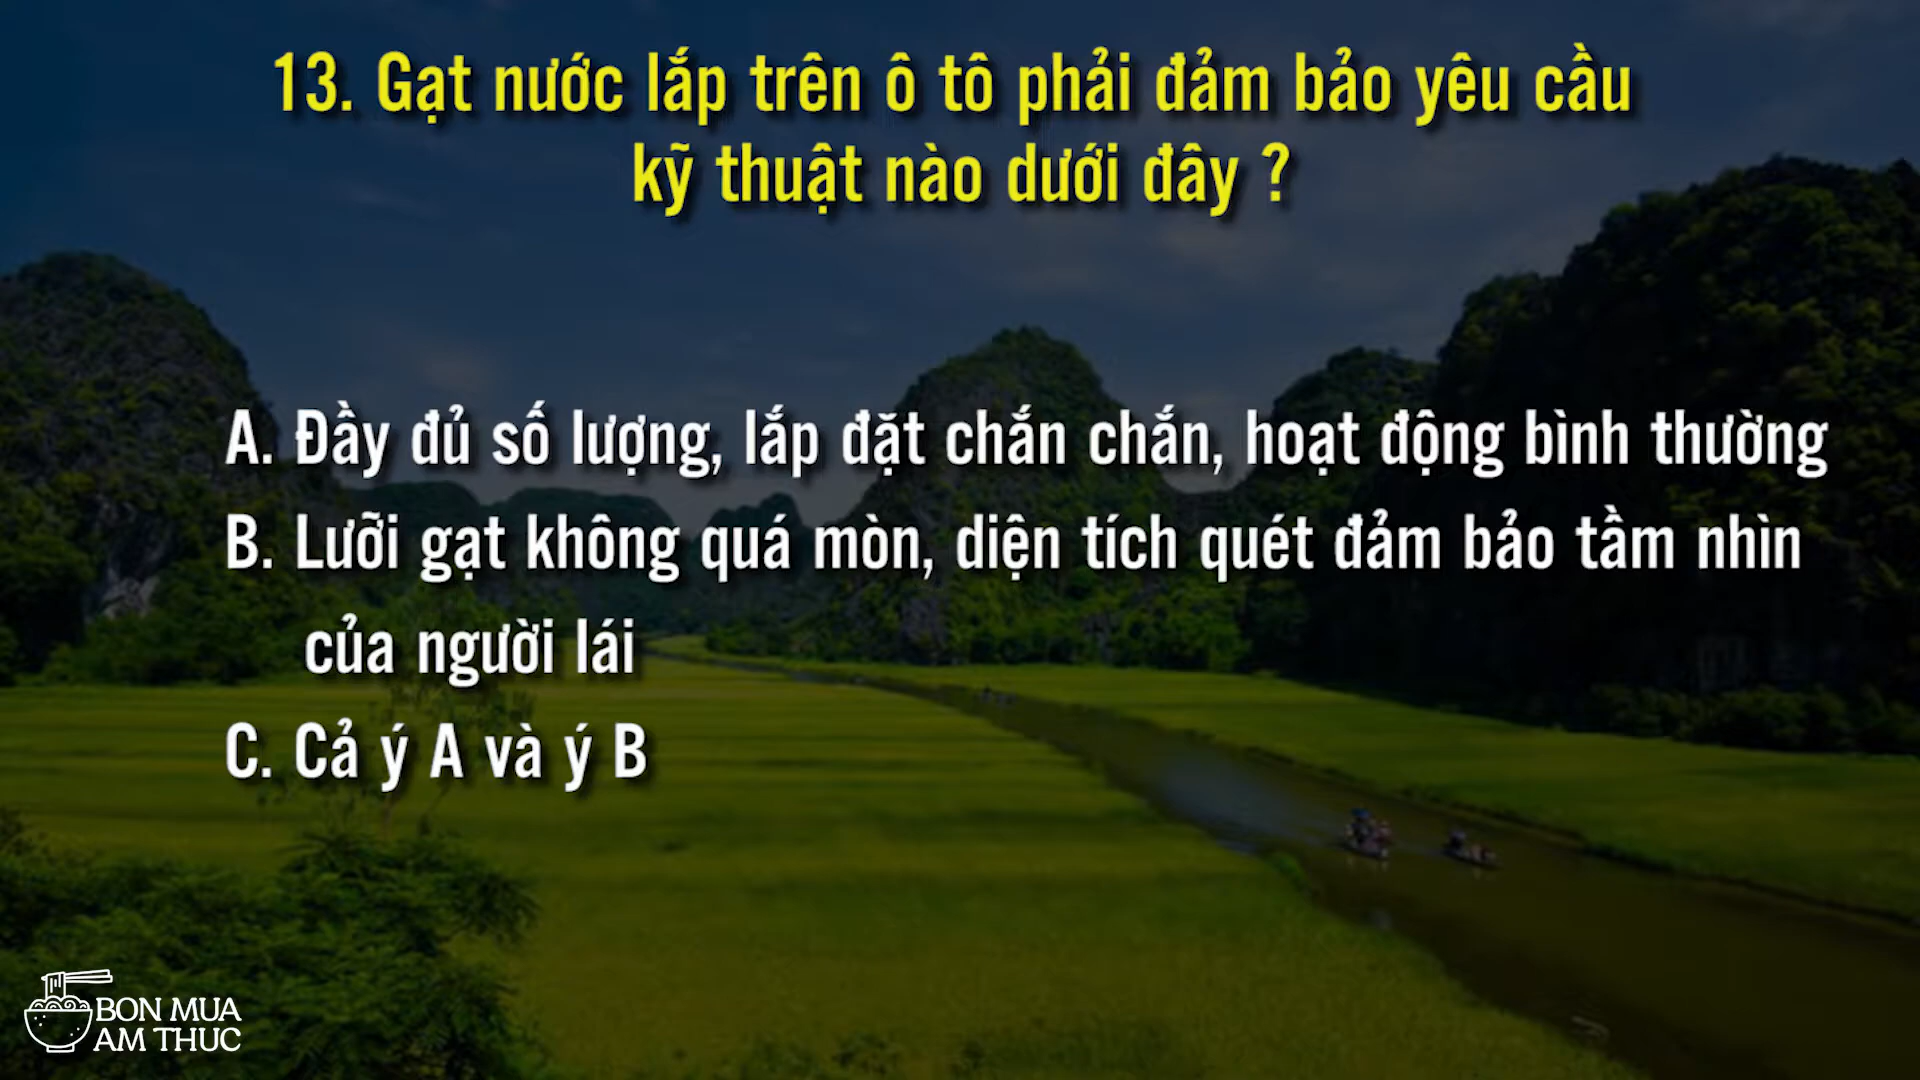 13. Gạt nước lắp trên ô tô phải đảm bảo yêu cầu
kỹ thuật nào dưới đây ?
A. Đầy đủ số lượng, lắp đặt chắn chắn, hoạt động bình thường
B. Lưỡi gạt không quá mòn, diện tích quét đảm bảo tầm nhìn
của người lái
C. Cả ý A và ý B
BON MUA
AM THUC